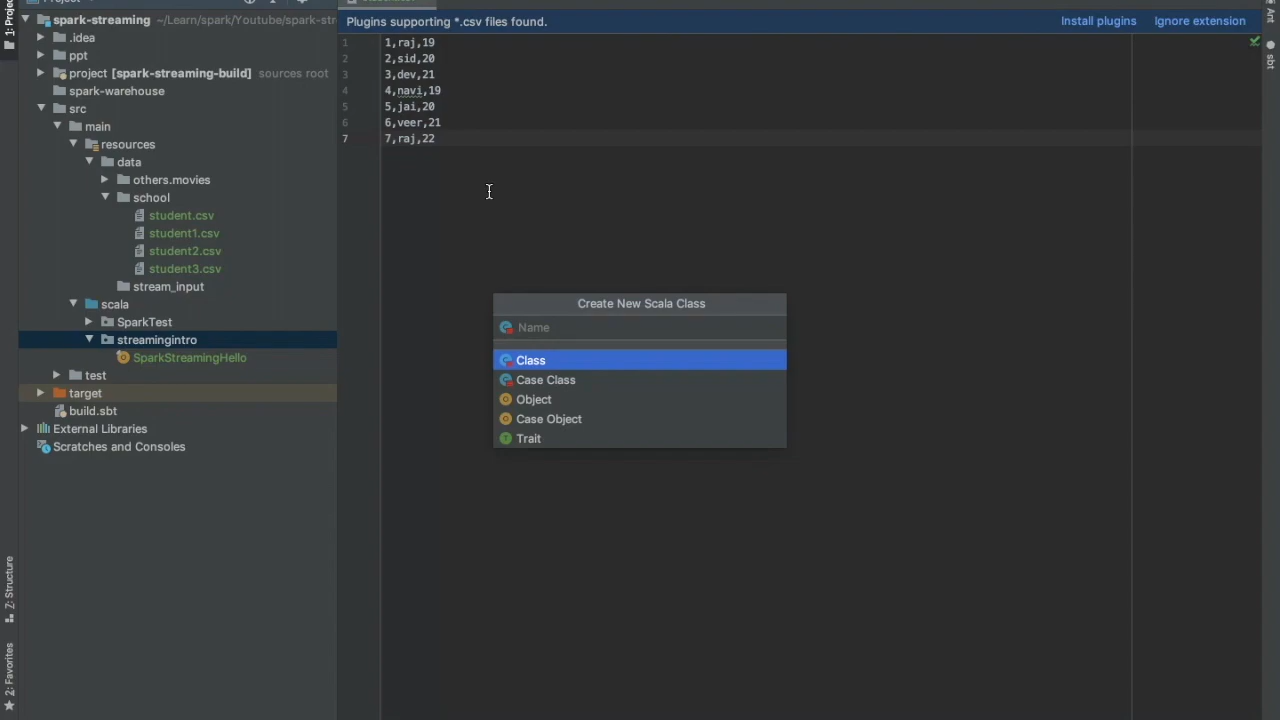 spark-streaming ~/Learn/spark/Youtube/spark-str
.idea
ppt
project [spark-streaming-build] sources root
spark-warehouse
src
main
resources
data
others.movies
school
student.csv
student1.csv
student2.csv
student3.csv
stream_input
scala
SparkTest
streamingintro
SparkStreamingHello
test
target
build.sbt
External Libraries
Scratches and Consoles
1: Project
Z: Structure
2: Favorites
Plugins supporting *.csv files found.
Install plugins
Ignore extension
1 1,raj,19
2 2,sid,20
3 3,dev,21
4 4,navi,19
5 5,jai,20
6 6,veer,21
7 7,raj,22
Create New Scala Class
Name
Class
Case Class
Object
Case Object
Trait
Ant
sbt